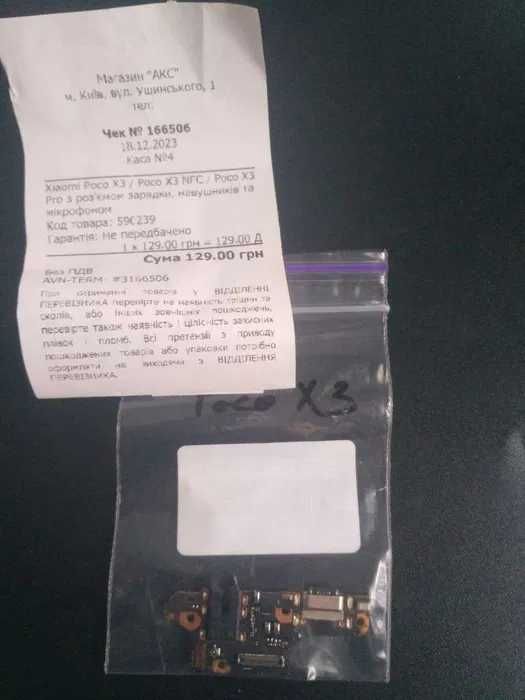 Магазин "АКС"
м. Київ, вул. Ушинського, 1
тел.
Чек № 166506
18.12.2023
Каса №4
Xiaomi Poco X3 / Poco X3 NFC / Poco X3
Pro з роз'ємом зарядки, навушників та
мікрофоном
Код товара: 590239
Гарантія: Не передбачено
1 x 129.00 грн = 129.00 Д
Сума 129.00 грн
Без ПДВ
AVN-TERM- #3166506
При отриманні товарів у ВІДДІЛЕННІ
ПЕРЕВІЗНИКА перевірте на наявність тріщин та
сколів, або інших зовнішніх пошкоджень,
перевірте також наявність і цілісність захисних
плівок і пломб. Всі претензії з приводу
пошкоджених товарів або упаковки потрібно
оформляти не виходячи з ВІДДІЛЕННЯ
ПЕРЕВІЗНИКА.
Poco X3